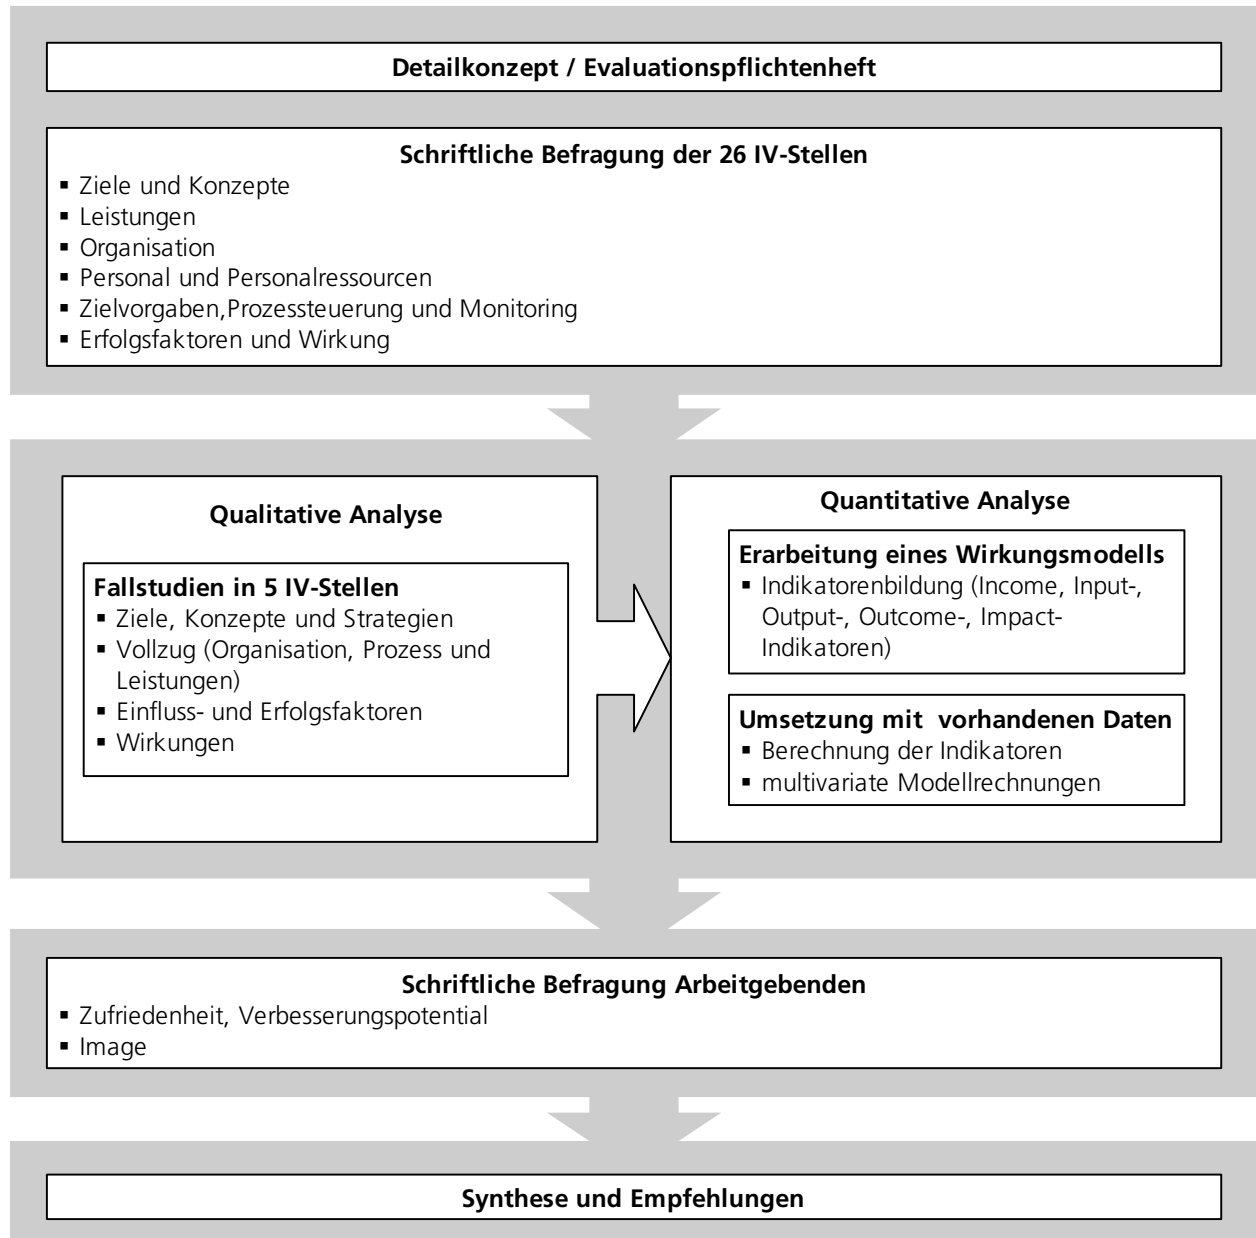 Detailkonzept / Evaluationspflichtenheft
Schriftliche Befragung der 26 IV-Stellen
▪ Ziele und Konzepte
▪ Leistungen
▪ Organisation
▪ Personal und Personalressourcen
▪ Zielvorgaben,Prozessteuerung und Monitoring
▪ Erfolgsfaktoren und Wirkung
Qualitative Analyse
Fallstudien in 5 IV-Stellen
▪ Ziele, Konzepte und Strategien
▪ Vollzug (Organisation, Prozess und
Leistungen)
▪ Einfluss- und Erfolgsfaktoren
▪ Wirkungen
Quantitative Analyse
Erarbeitung eines Wirkungsmodells
▪ Indikatorenbildung (Income, Input-,
Output-, Outcome-, Impact-
Indikatoren)
Umsetzung mit  vorhandenen Daten
▪ Berechnung der Indikatoren
▪ multivariate Modellrechnungen
Schriftliche Befragung Arbeitgebenden
▪ Zufriedenheit, Verbesserungspotential
▪ Image
Synthese und Empfehlungen